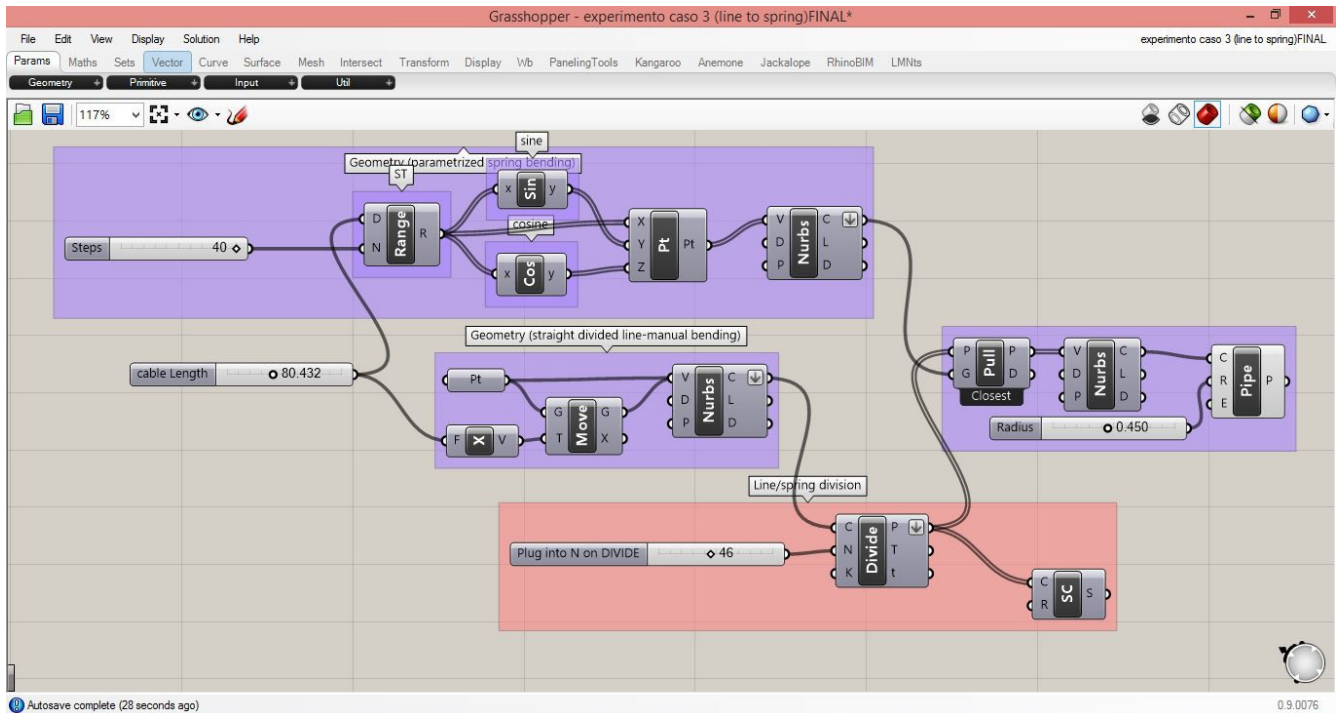 Grasshopper - experimento caso 3 (line to spring)FINAL*
File Edit View Display Solution Help
experimento caso 3 (line to spring)FINAL
Params Maths Sets Vector Curve Surface Mesh Intersect Transform Display Wb PanelingTools Kangaroo Anemone Jackalope RhinoBIM LMNts
Geometry + Primitive + Input + Util +
117%
sine
Geometry (parametrized spring bending)
ST
Steps 40
D N Range R
x Sin y
cosine
x Cos y
X Y Z Pt Pt
V D P Nurbs C L D
Geometry (straight divided line-manual bending)
cable Length 80.432
Pt
F X V
G T Move G X
V D P Nurbs C L D
P G Pull P D
Closest
V D P Nurbs C L D
C R E Pipe P
Radius 0.450
Line/spring division
Plug into N on DIVIDE 46
C N K Divide P T t
C R SC S
Autosave complete (28 seconds ago)
0.9.0076